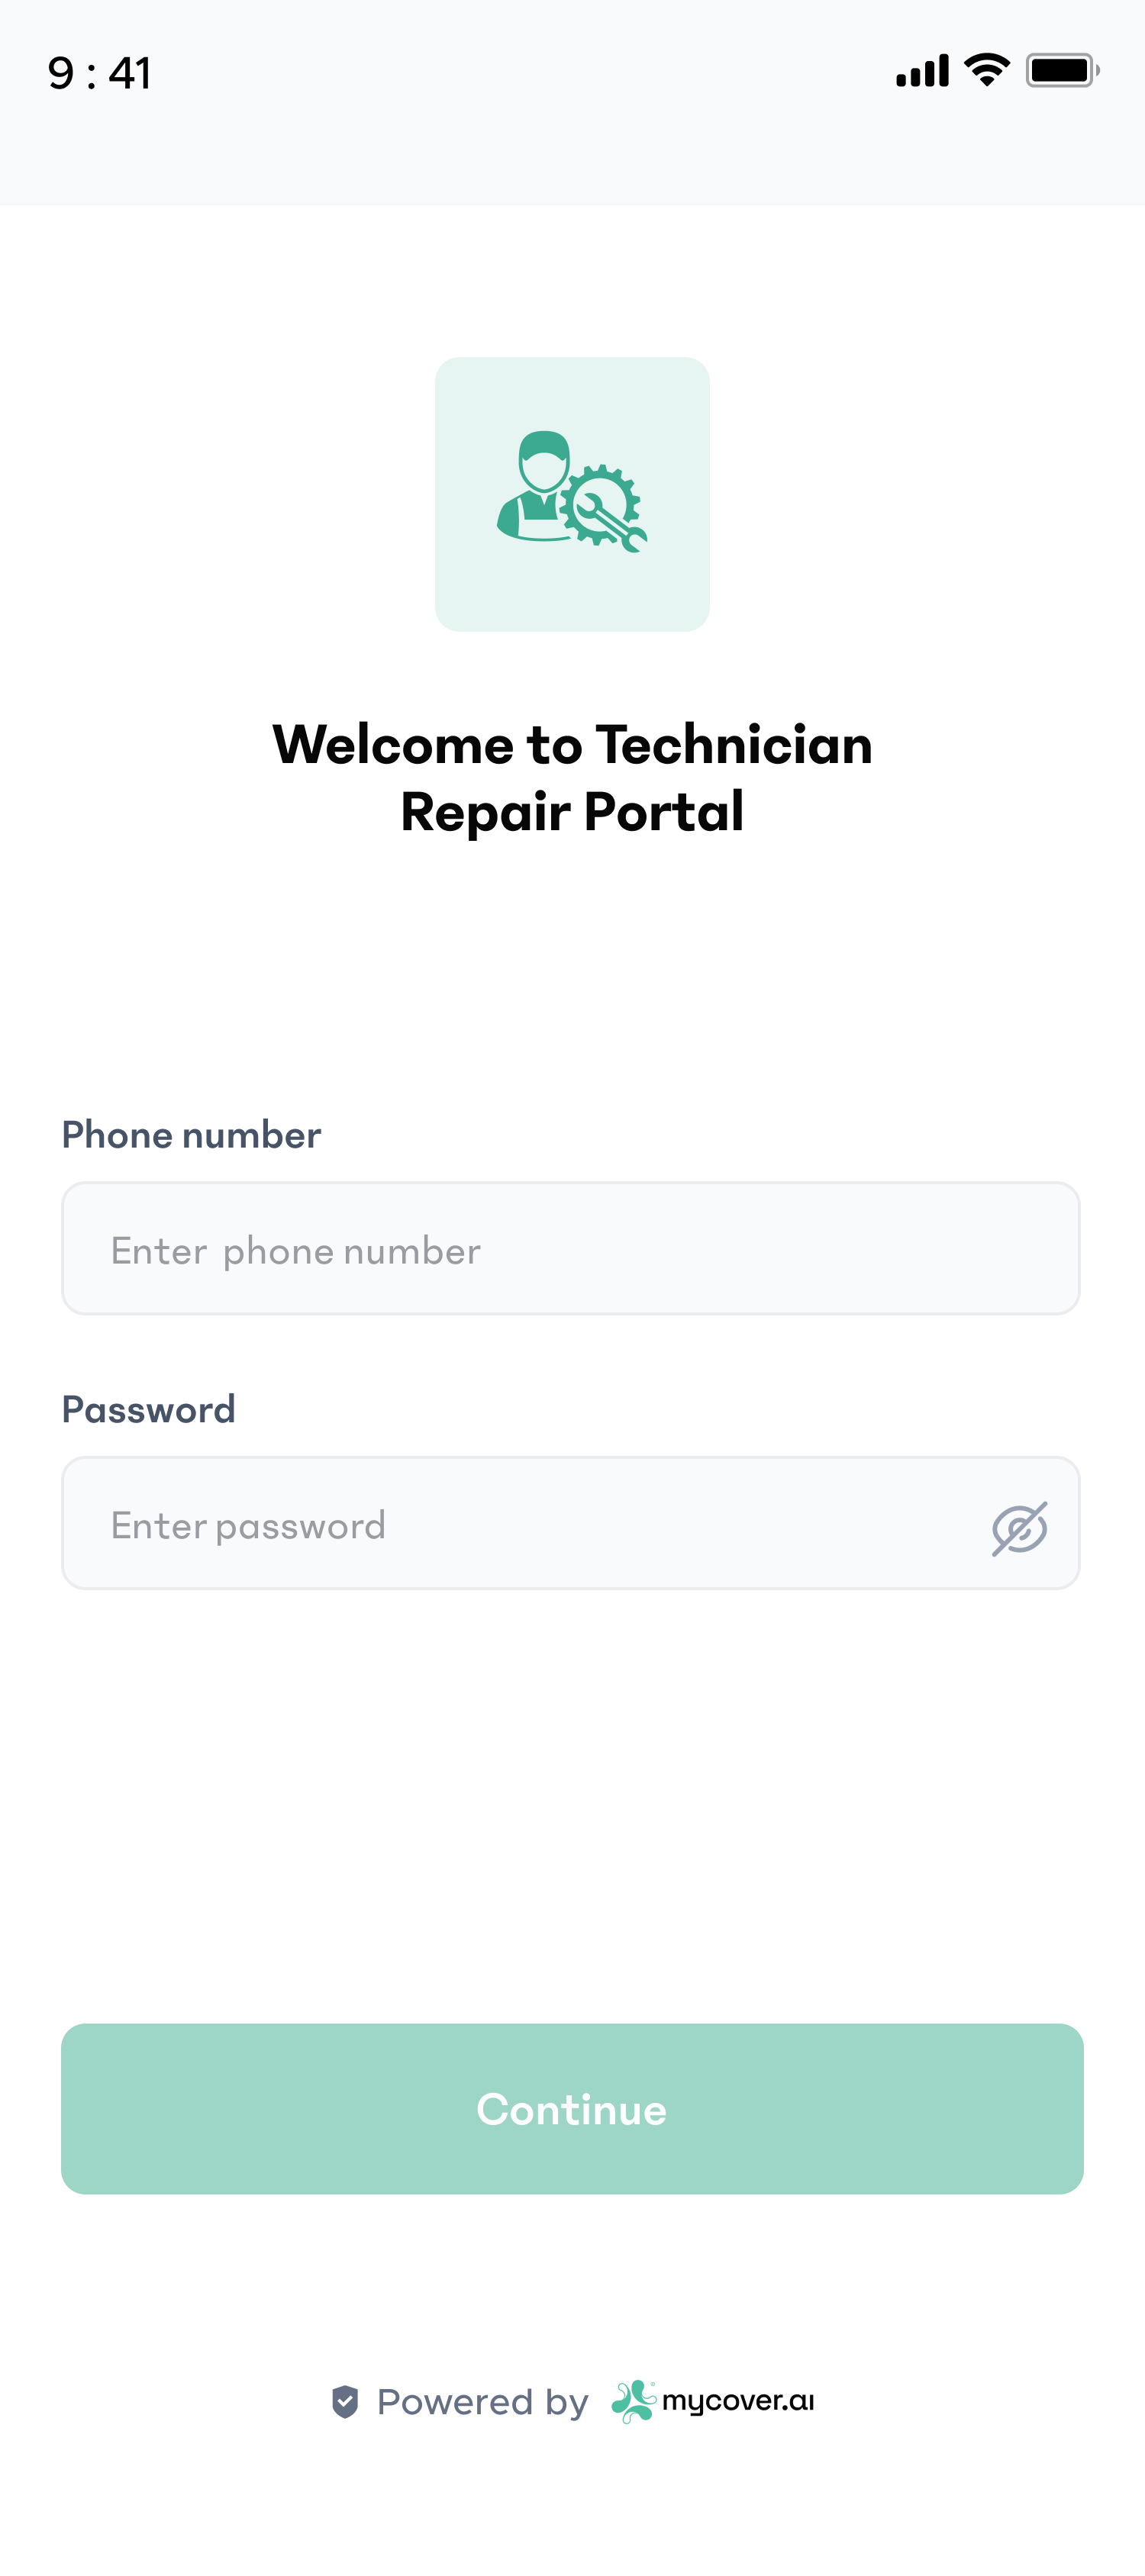 9 : 41
Welcome to Technician
Repair Portal
Phone number
Enter phone number
Password
Enter password
Continue
Powered by mycover.aı